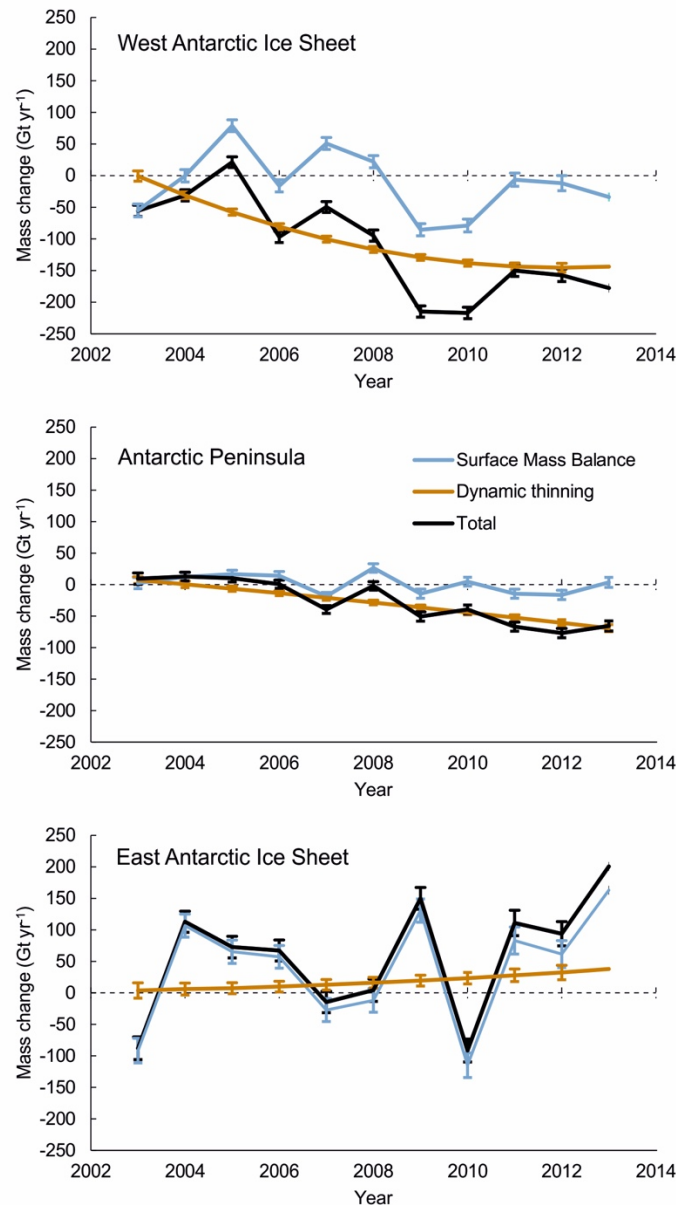 West Antarctic Ice Sheet
Mass change (Gt yr⁻¹)
250
200
150
100
50
0
-50
-100
-150
-200
-250
2002 2004 2006 2008 2010 2012 2014
Year
Antarctic Peninsula
Surface Mass Balance
Dynamic thinning
Total
Mass change (Gt yr⁻¹)
250
200
150
100
50
0
-50
-100
-150
-200
-250
2002 2004 2006 2008 2010 2012 2014
Year
East Antarctic Ice Sheet
Mass change (Gt yr⁻¹)
250
200
150
100
50
0
-50
-100
-150
-200
-250
2002 2004 2006 2008 2010 2012 2014
Year